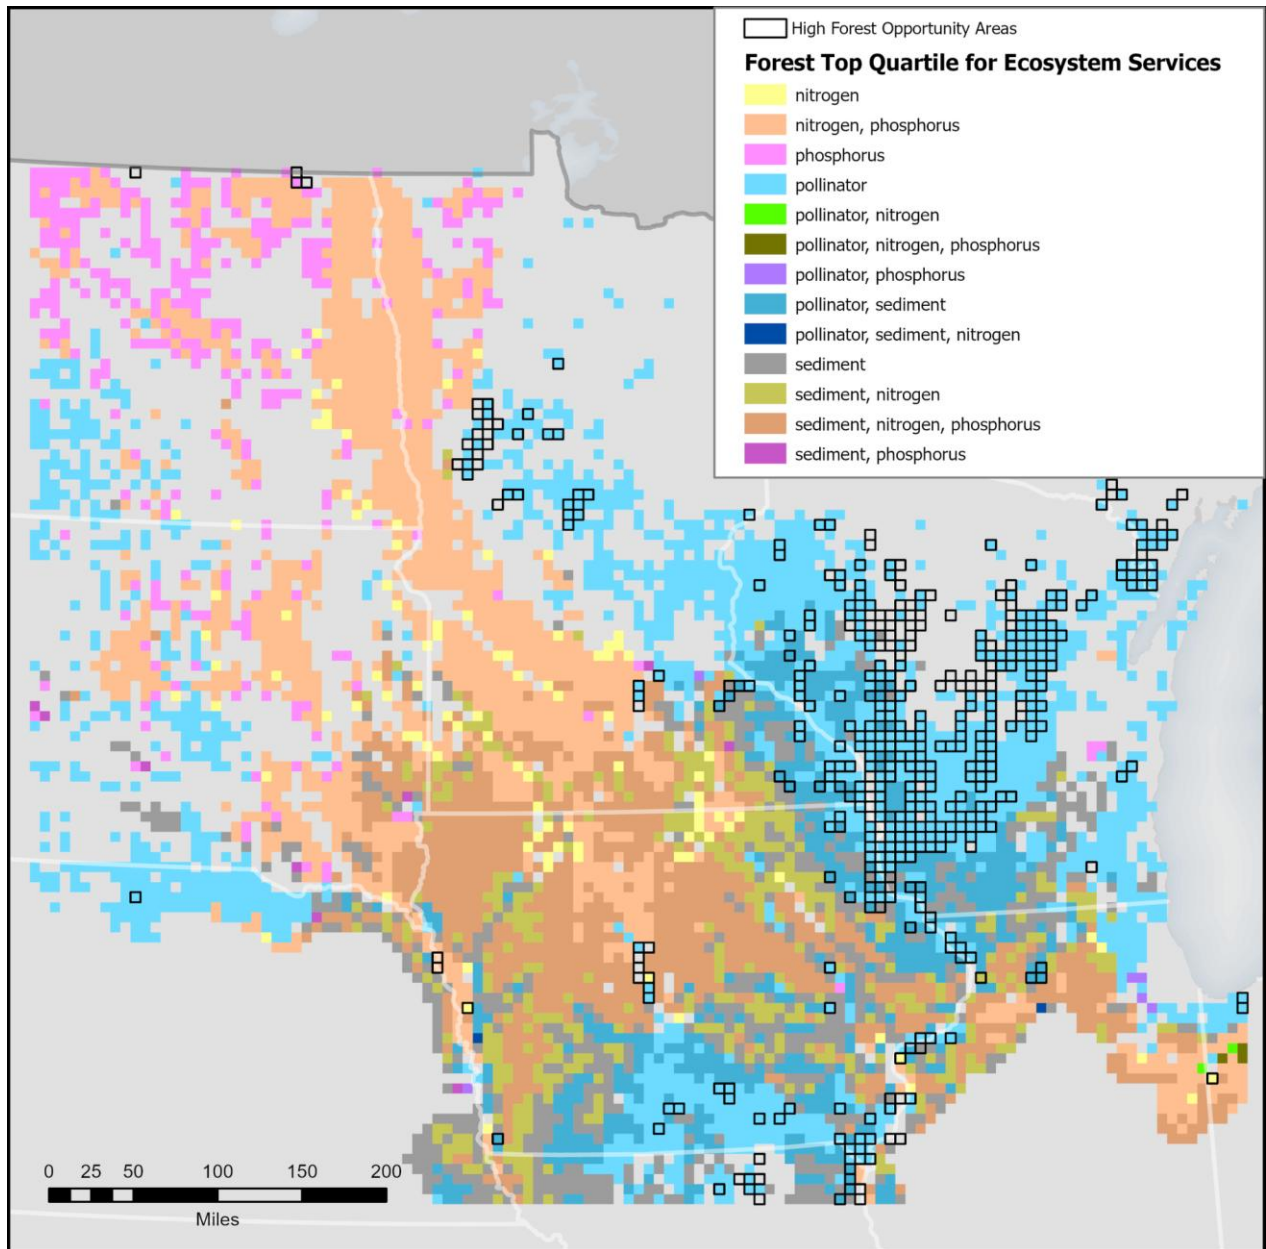 High Forest Opportunity Areas
Forest Top Quartile for Ecosystem Services
nitrogen
nitrogen, phosphorus
phosphorus
pollinator
pollinator, nitrogen
pollinator, nitrogen, phosphorus
pollinator, phosphorus
pollinator, sediment
pollinator, sediment, nitrogen
sediment
sediment, nitrogen
sediment, nitrogen, phosphorus
sediment, phosphorus
0 25 50 100 150 200
Miles